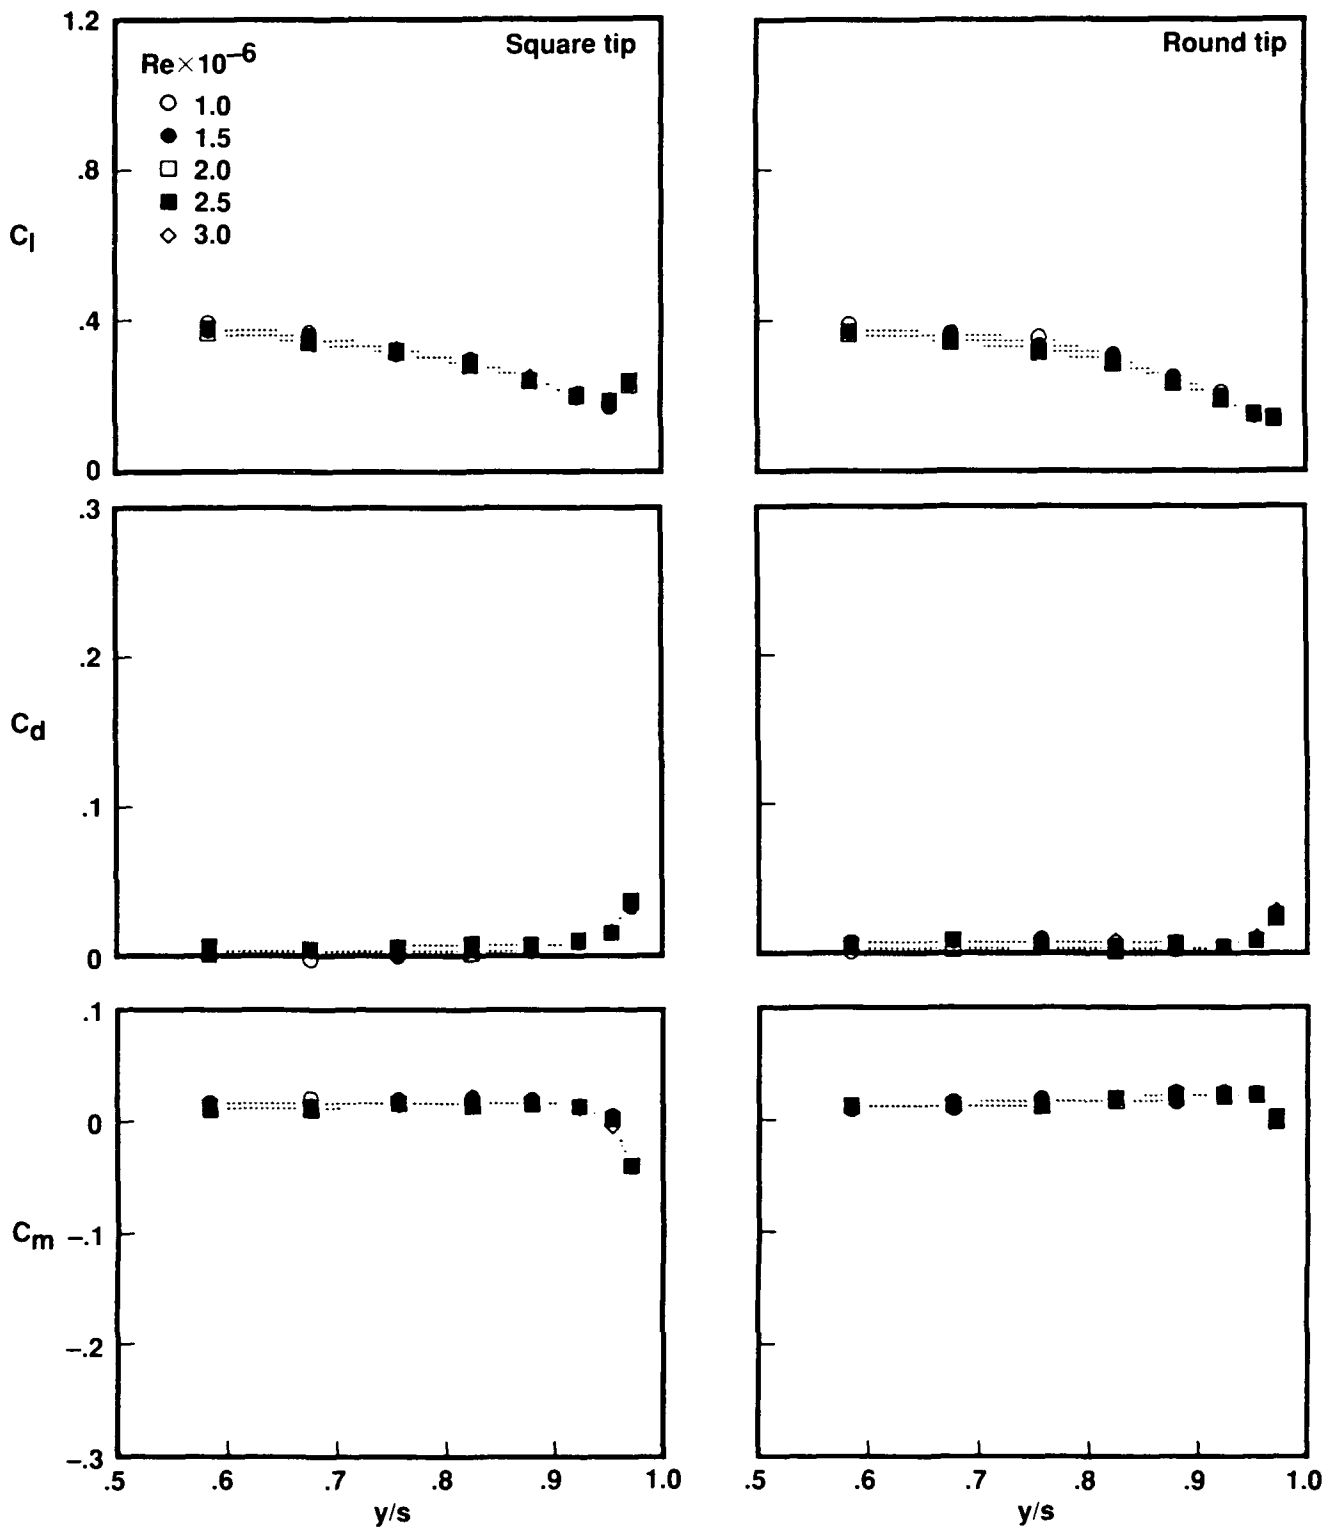 1.2
Square tip
Round tip
Re×10⁻⁶
1.0
1.5
2.0
2.5
3.0
.8
Cl
.4
0
.3
.2
Cd
.1
0
.1
0
Cm
–.1
–.2
–.3
.5 .6 .7 .8 .9 1.0
y/s
.5 .6 .7 .8 .9 1.0
y/s